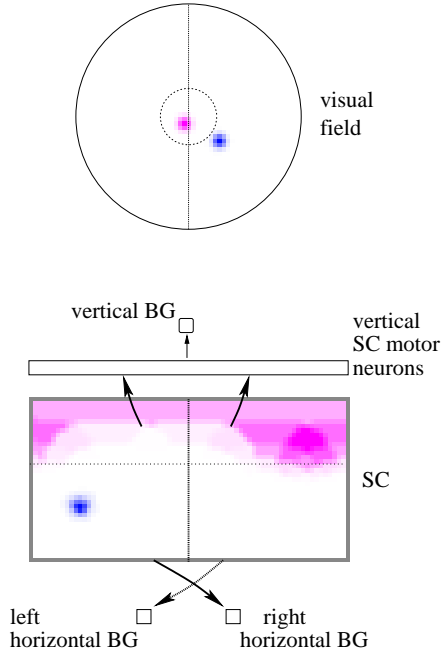 visual
field
vertical BG
vertical
SC motor
neurons
SC
left
horizontal BG
right
horizontal BG